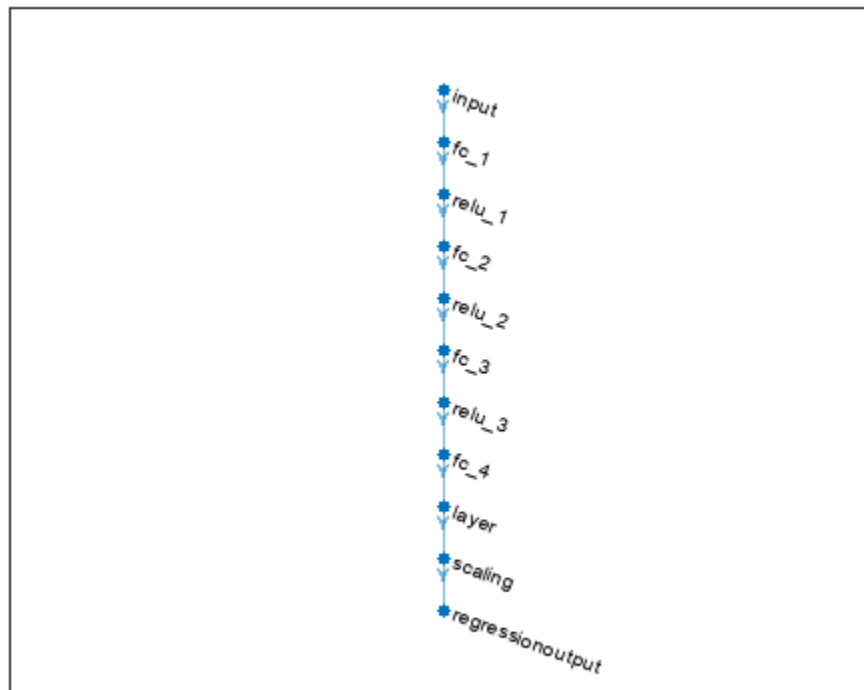 input
fc_1
relu_1
fc_2
relu_2
fc_3
relu_3
fc_4
layer
scaling
regressionoutput